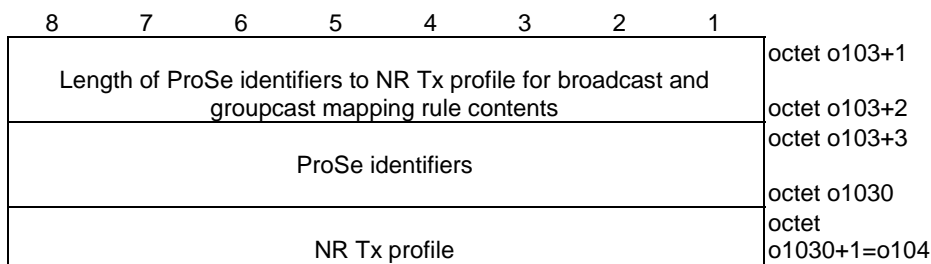 8 7 6 5 4 3 2 1
Length of ProSe identifiers to NR Tx profile for broadcast and
groupcast mapping rule contents
octet o103+1
octet o103+2
ProSe identifiers
octet o103+3
octet o1030
NR Tx profile
octet
o1030+1=o104